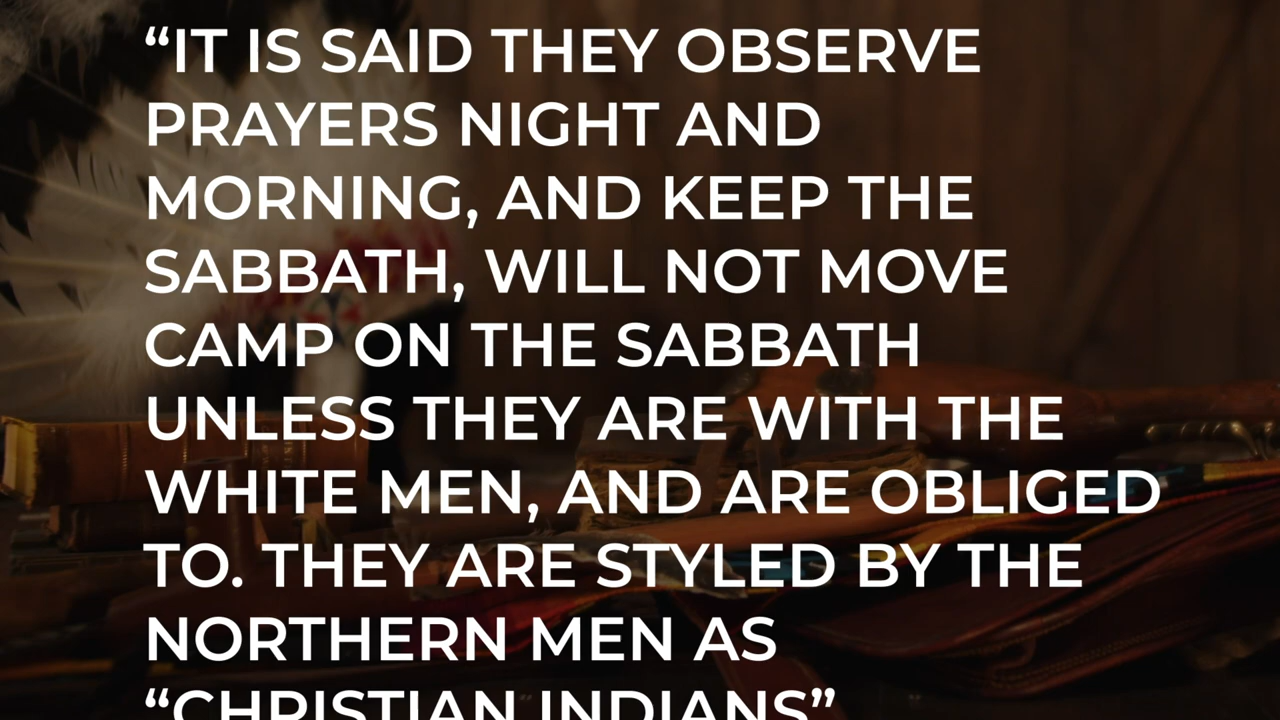 “IT IS SAID THEY OBSERVE
PRAYERS NIGHT AND
MORNING, AND KEEP THE
SABBATH, WILL NOT MOVE
CAMP ON THE SABBATH
UNLESS THEY ARE WITH THE
WHITE MEN, AND ARE OBLIGED
TO. THEY ARE STYLED BY THE
NORTHERN MEN AS
“CHRISTIAN INDIANS”